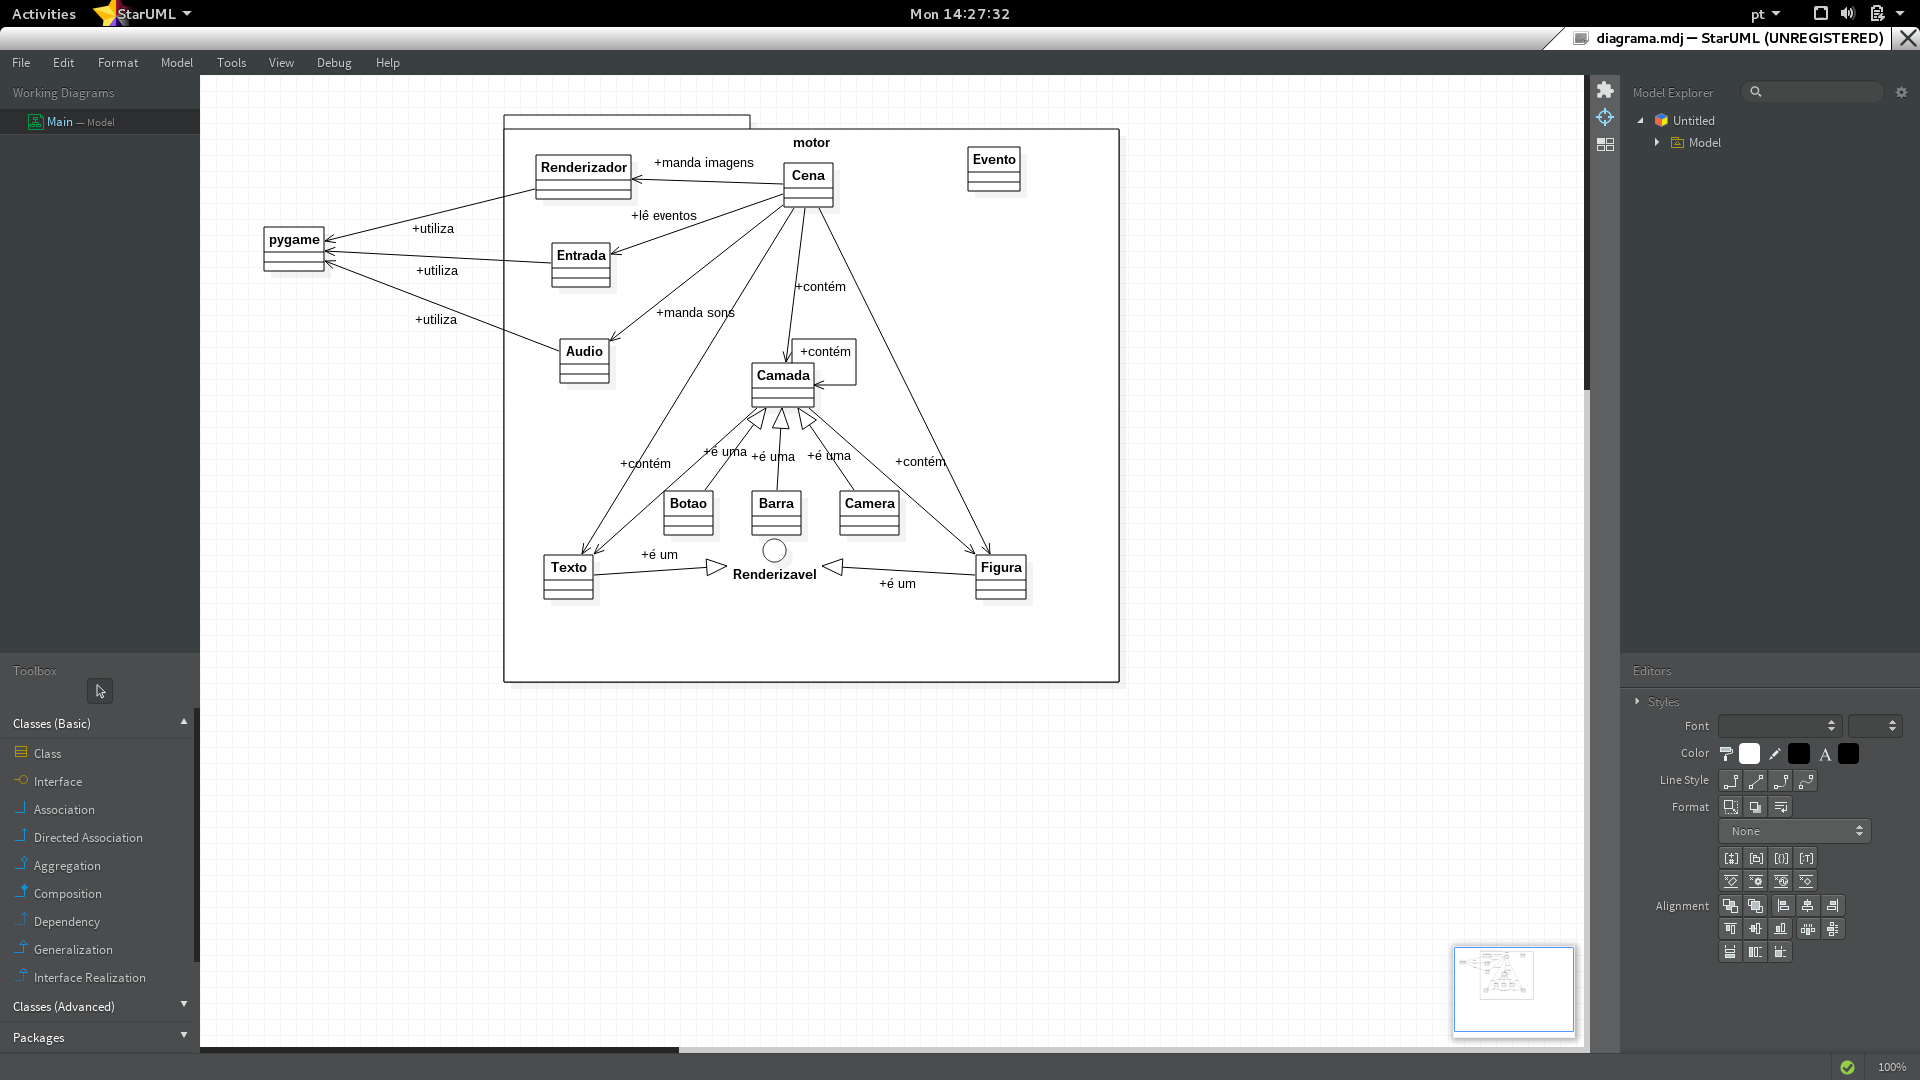 Activities
StarUML
Mon 14:27:32
pt
diagrama.mdj — StarUML (UNREGISTERED)
File
Edit
Format
Model
Tools
View
Debug
Help
Working Diagrams
Main — Model
motor
Renderizador
+manda imagens
Cena
Evento
+lê eventos
pygame
+utiliza
Entrada
+utiliza
+contém
+manda sons
+utiliza
Audio
+contém
Camada
+é uma
+é uma
+é uma
+contém
+contém
Botao
Barra
Camera
+é um
Texto
Renderizavel
Figura
+é um
Toolbox
Classes (Basic)
Class
Interface
Association
Directed Association
Aggregation
Composition
Dependency
Generalization
Interface Realization
Classes (Advanced)
Packages
Model Explorer
Untitled
Model
Editors
Styles
Font
Color
A
Line Style
Format
None
Alignment
100%